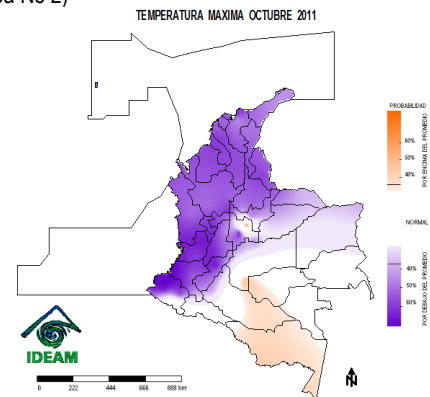 TEMPERATURA MAXIMA OCTUBRE 2011
PROBABILIDAD
60%
50%
40%
POR ENCIMA DEL PROMEDIO
NORMAL
40%
50%
60%
POR DEBAJO DEL PROMEDIO
IDEAM
0 222 444 666 888 km
N